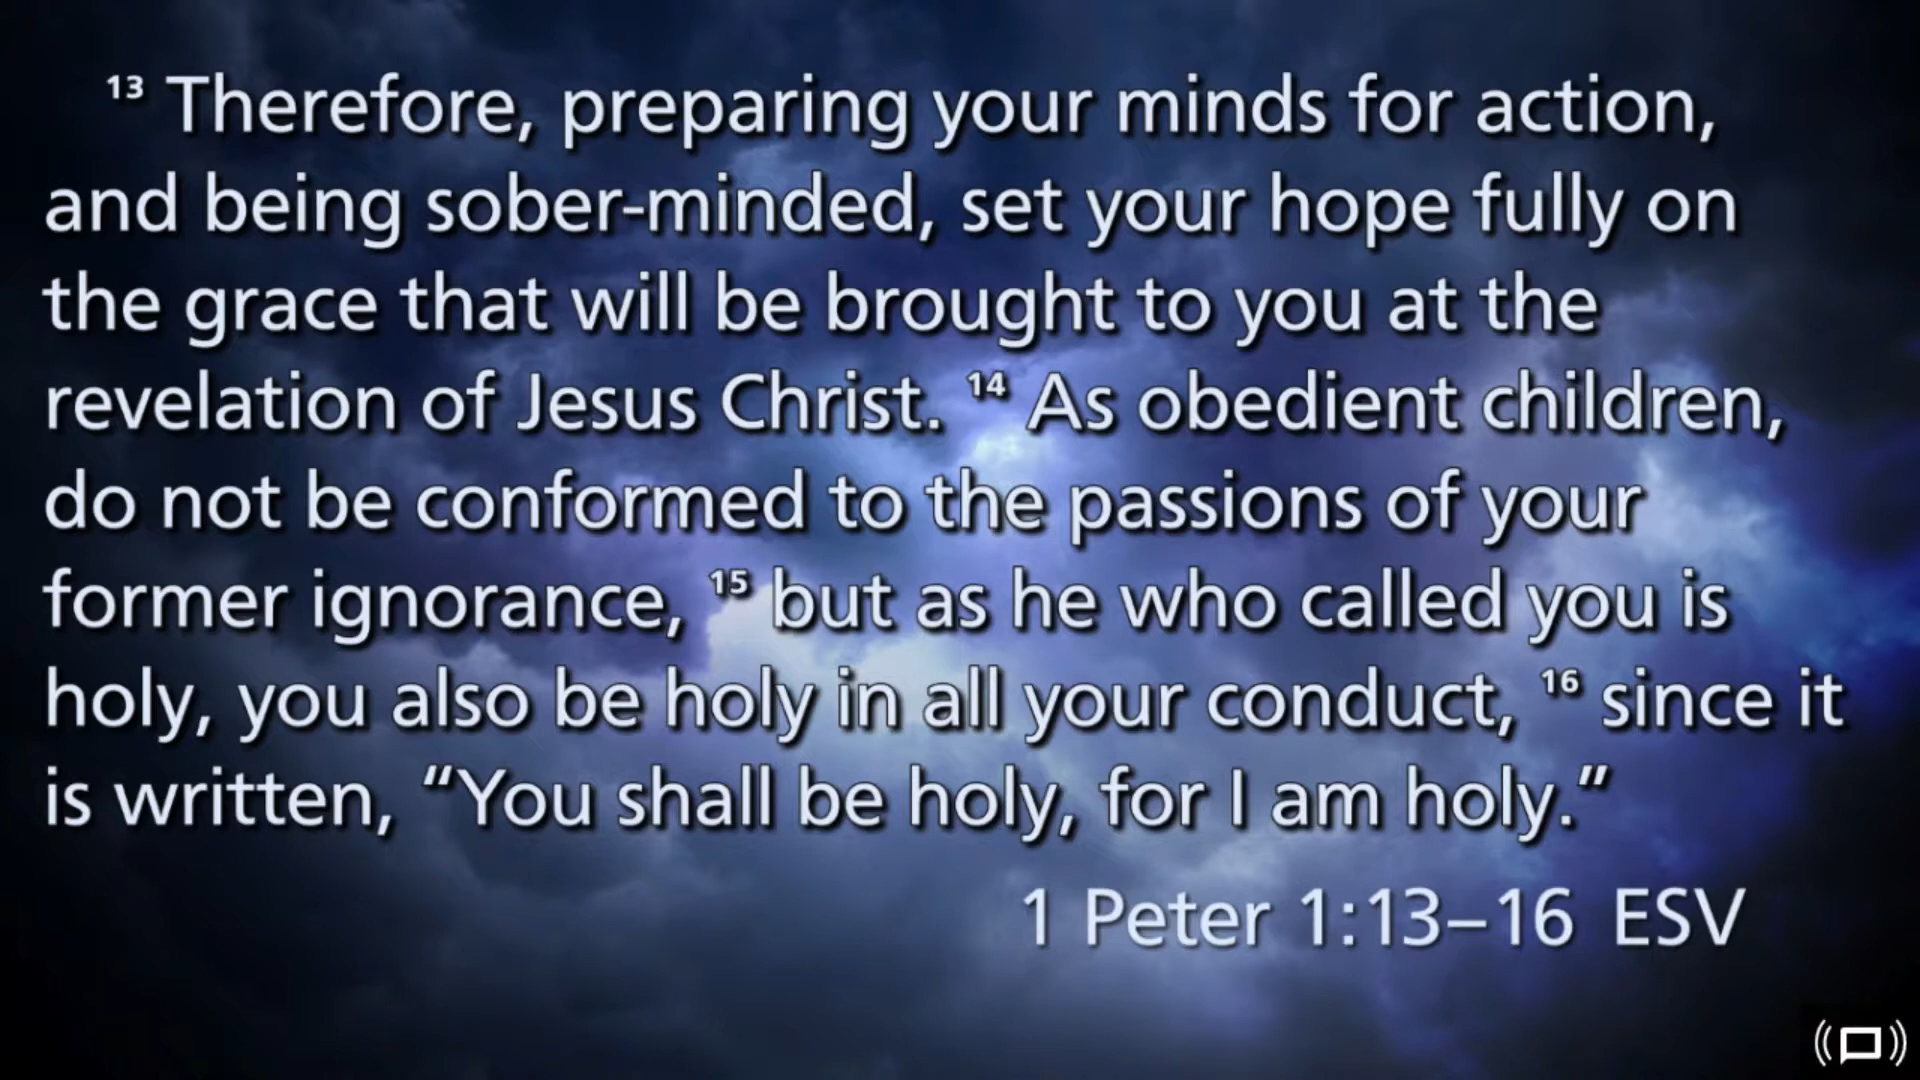 ¹³ Therefore, preparing your minds for action,
and being sober-minded, set your hope fully on
the grace that will be brought to you at the
revelation of Jesus Christ. ¹⁴ As obedient children,
do not be conformed to the passions of your
former ignorance, ¹⁵ but as he who called you is
holy, you also be holy in all your conduct, ¹⁶ since it
is written, “You shall be holy, for I am holy.”
1 Peter 1:13–16 ESV